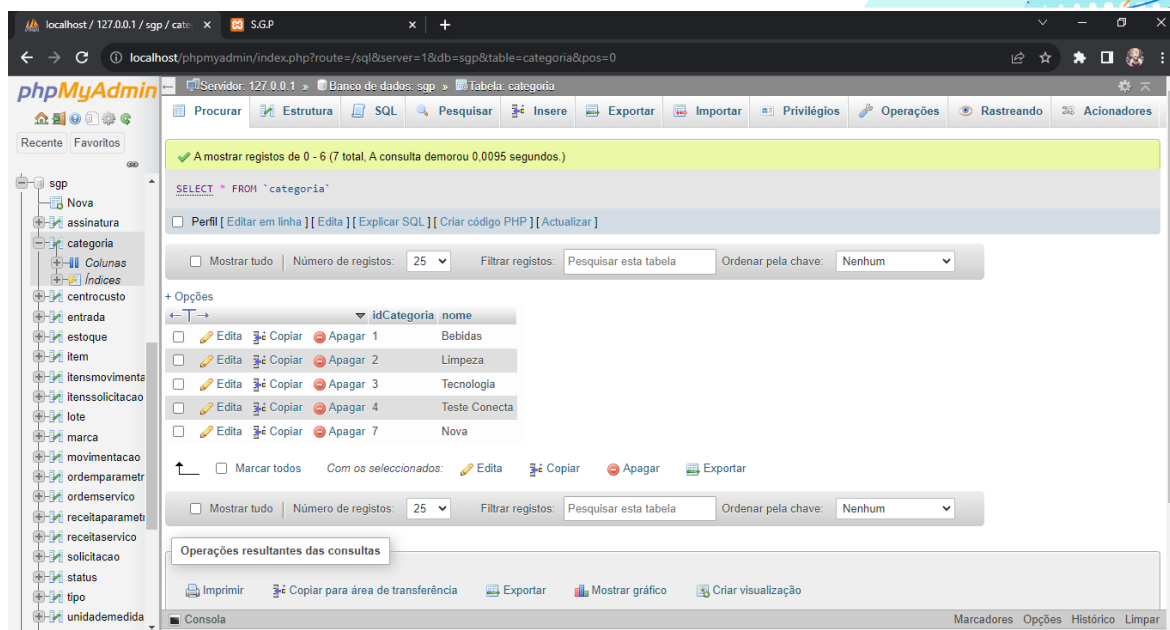 localhost / 127.0.0.1 / sgp / cate
S.G.P
localhost/phpmyadmin/index.php?route=/sql&server=1&db=sgp&table=categoria&pos=0
phpMyAdmin
Servidor: 127.0.0.1 » Banco de dados: sgp » Tabela: categoria
Procurar Estrutura SQL Pesquisar Insere Exportar Importar Privilégios Operações Rastreando Acionadores
Recente Favoritos
sgp
Nova
assinatura
categoria
Colunas
Índices
centrocusto
entrada
estoque
item
itensmovimenta
itenssolicitacao
lote
marca
movimentacao
ordemparametr
ordemservico
receitaparameti
receitaservico
solicitacao
status
tipo
unidademedida
A mostrar registos de 0 - 6 (7 total, A consulta demorou 0,0095 segundos.)
SELECT * FROM `categoria`
Perfil [ Editar em linha ] [ Edita ] [ Explicar SQL ] [ Criar código PHP ] [ Actualizar ]
Mostrar tudo | Número de registos: 25 Filtrar registos: Pesquisar esta tabela Ordenar pela chave: Nenhum
+ Opções
←T→ idCategoria nome
Edita Copiar Apagar 1 Bebidas
Edita Copiar Apagar 2 Limpeza
Edita Copiar Apagar 3 Tecnologia
Edita Copiar Apagar 4 Teste Conecta
Edita Copiar Apagar 7 Nova
Marcar todos Com os seleccionados: Edita Copiar Apagar Exportar
Mostrar tudo | Número de registos: 25 Filtrar registos: Pesquisar esta tabela Ordenar pela chave: Nenhum
Operações resultantes das consultas
Imprimir Copiar para área de transferência Exportar Mostrar gráfico Criar visualização
Consola Marcadores Opções Histórico Limpar